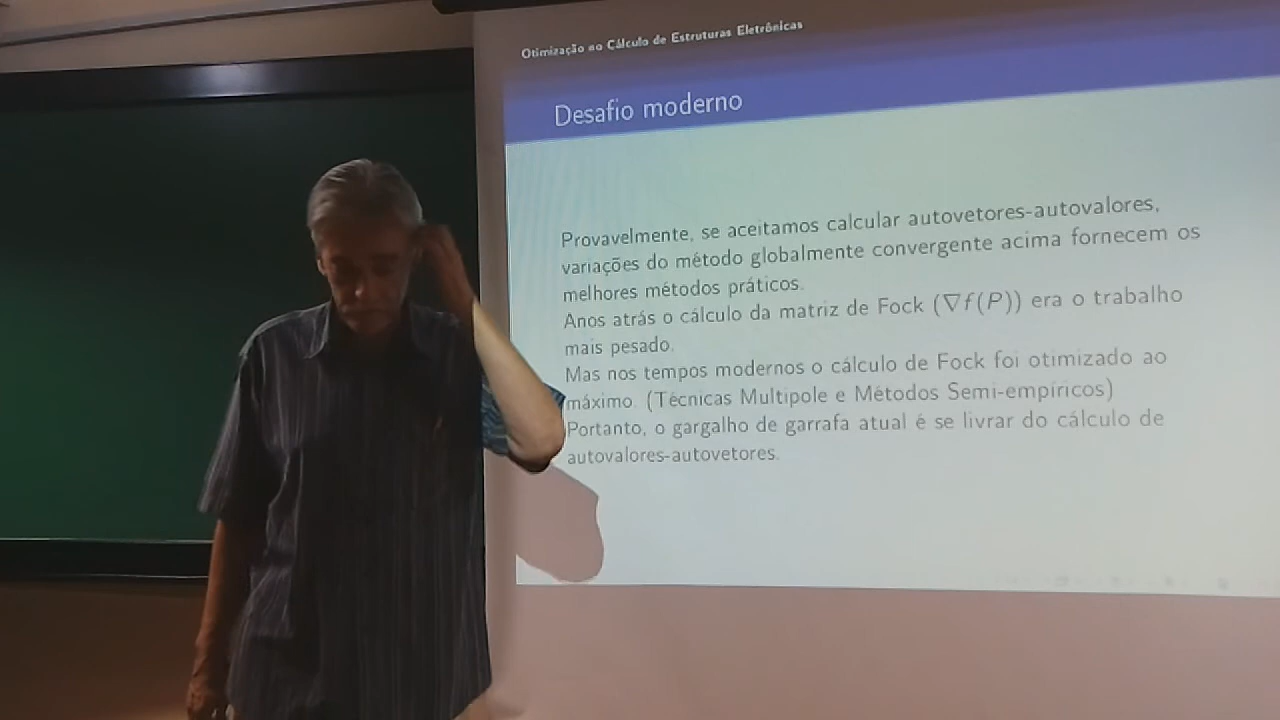 Otimização no Cálculo de Estruturas Eletrônicas
Desafio moderno
Provavelmente, se aceitamos calcular autovetores-autovalores,
variações do método globalmente convergente acima fornecem os
melhores métodos práticos.
Anos atrás o cálculo da matriz de Fock (∇f(P)) era o trabalho
mais pesado.
Mas nos tempos modernos o cálculo de Fock foi otimizado ao
máximo. (Técnicas Multipole e Métodos Semi-empíricos)
Portanto, o gargalho de garrafa atual é se livrar do cálculo de
autovalores-autovetores.